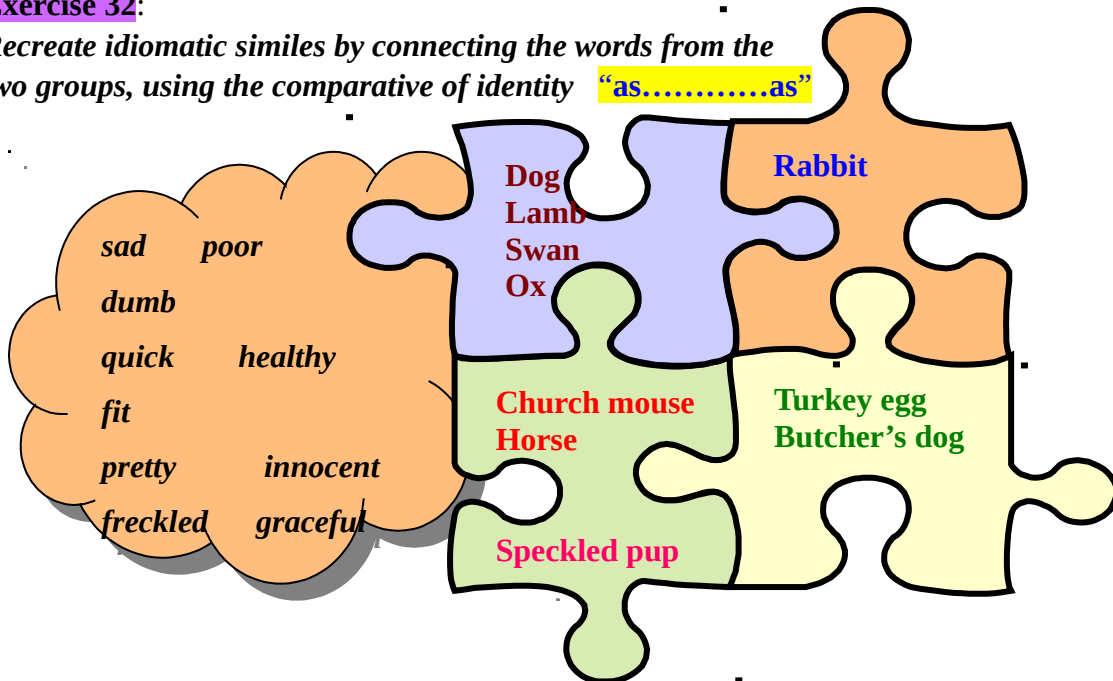 xercise 32:
ecreate idiomatic similes by connecting the words from the
wo groups, using the comparative of identity “as…………as”
sad poor
dumb
quick healthy
fit
pretty innocent
freckled graceful
Dog
Lamb
Swan
Ox
Rabbit
Church mouse
Horse
Speckled pup
Turkey egg
Butcher’s dog